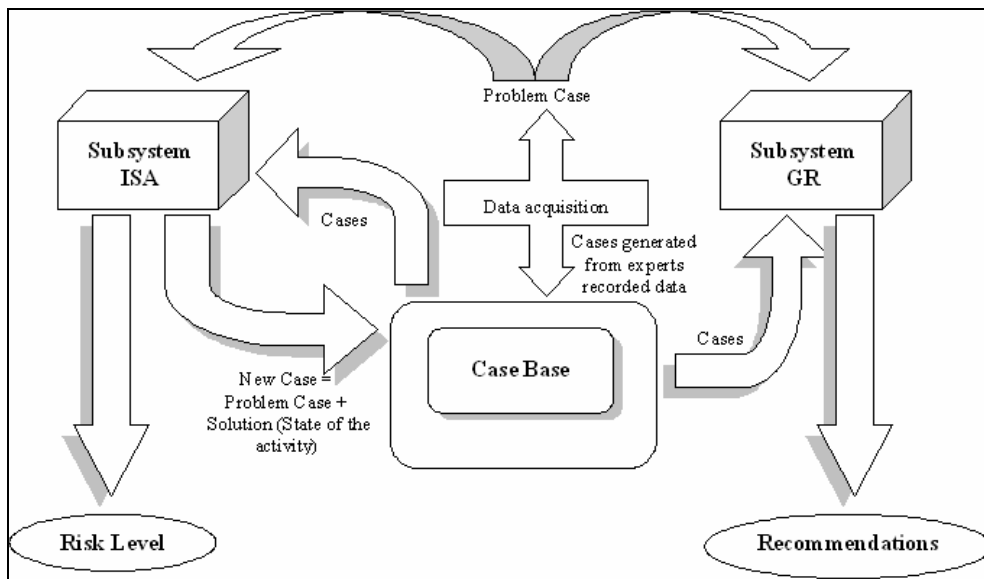 Problem Case
Subsystem
ISA
Subsystem
GR
Cases
Data acquisition
Cases generated
from experts
recorded data
Cases
Case Base
New Case =
Problem Case +
Solution (State of the
activity)
Risk Level
Recommendations